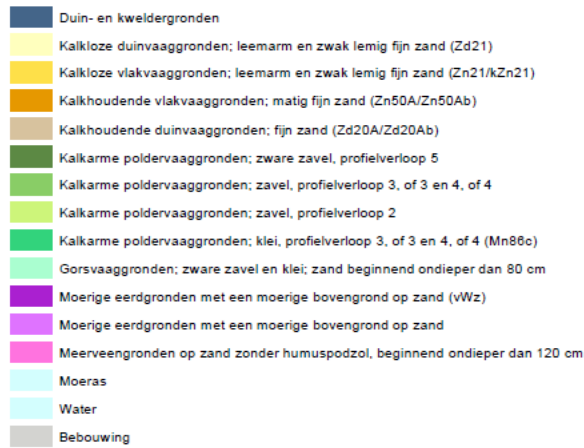 Duin- en kweldergronden
Kalkloze duinvaaggronden; leemarm en zwak lemig fijn zand (Zd21)
Kalkloze vlakvaaggronden; leemarm en zwak lemig fijn zand (Zn21/kZn21)
Kalkhoudende vlakvaaggronden; matig fijn zand (Zn50A/Zn50Ab)
Kalkhoudende duinvaaggronden; fijn zand (Zd20A/Zd20Ab)
Kalkarme poldervaaggronden; zware zavel, profielverloop 5
Kalkarme poldervaaggronden; zavel, profielverloop 3, of 3 en 4, of 4
Kalkarme poldervaaggronden; zavel, profielverloop 2
Kalkarme poldervaaggronden; klei, profielverloop 3, of 3 en 4, of 4 (Mn86c)
Gorsvaaggronden; zware zavel en klei; zand beginnend ondieper dan 80 cm
Moerige eerdgronden met een moerige bovengrond op zand (vWz)
Moerige eerdgronden met een moerige bovengrond op zand
Meerveengronden op zand zonder humuspodzol, beginnend ondieper dan 120 cm
Moeras
Water
Bebouwing